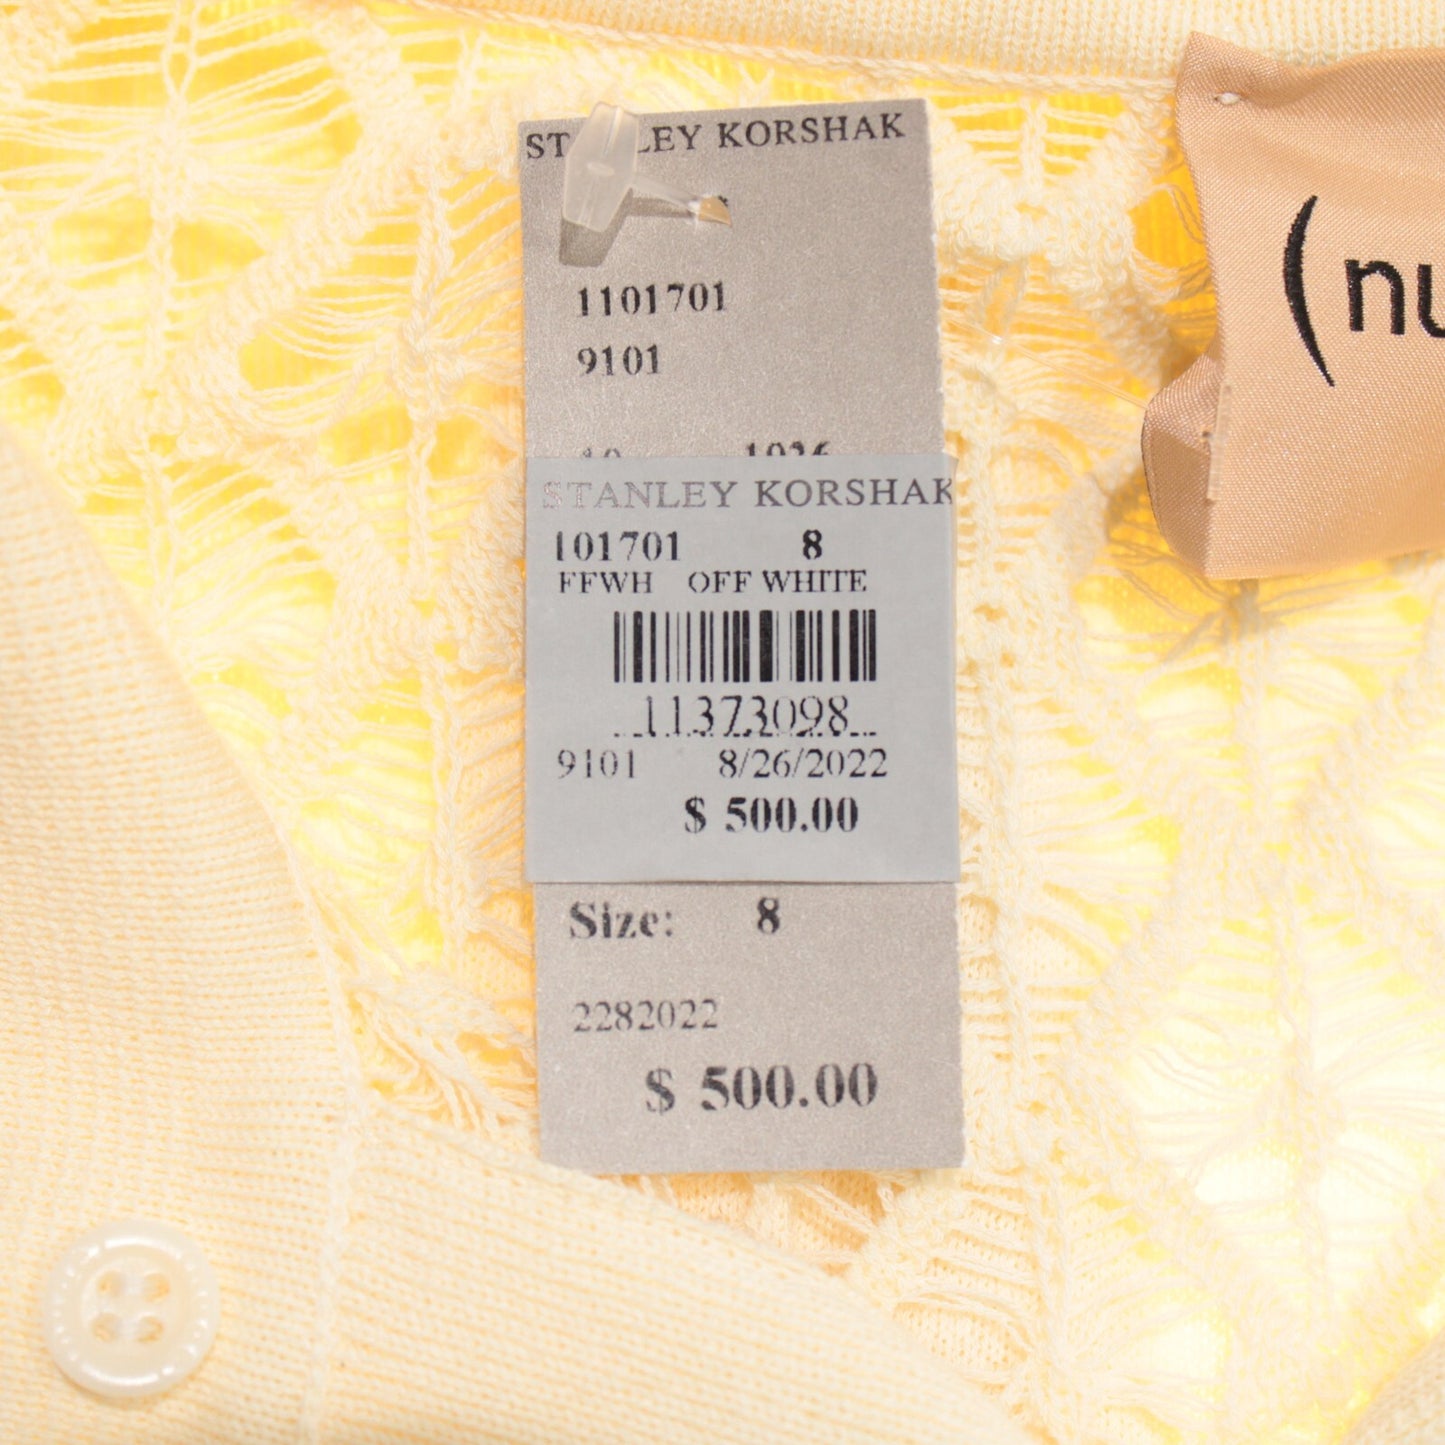 STANLEY KORSHAK
1101701
9101
STANLEY KORSHAK
101701 8
FFWH OFF WHITE
11373098
9101 8/26/2022
$ 500.00
Size: 8
2282022
$ 500.00
(nu